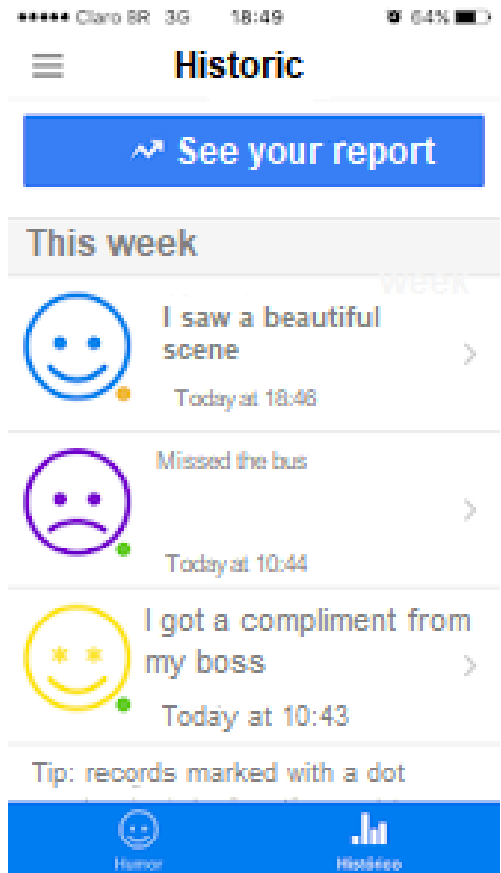 Claro BR 3G 18:49 64%
Historic
See your report
This week
week
I saw a beautiful
scene
Today at 18:46
Missed the bus
Today at 10:44
I got a compliment from
my boss
Today at 10:43
Tip: records marked with a dot
Humor Histórico